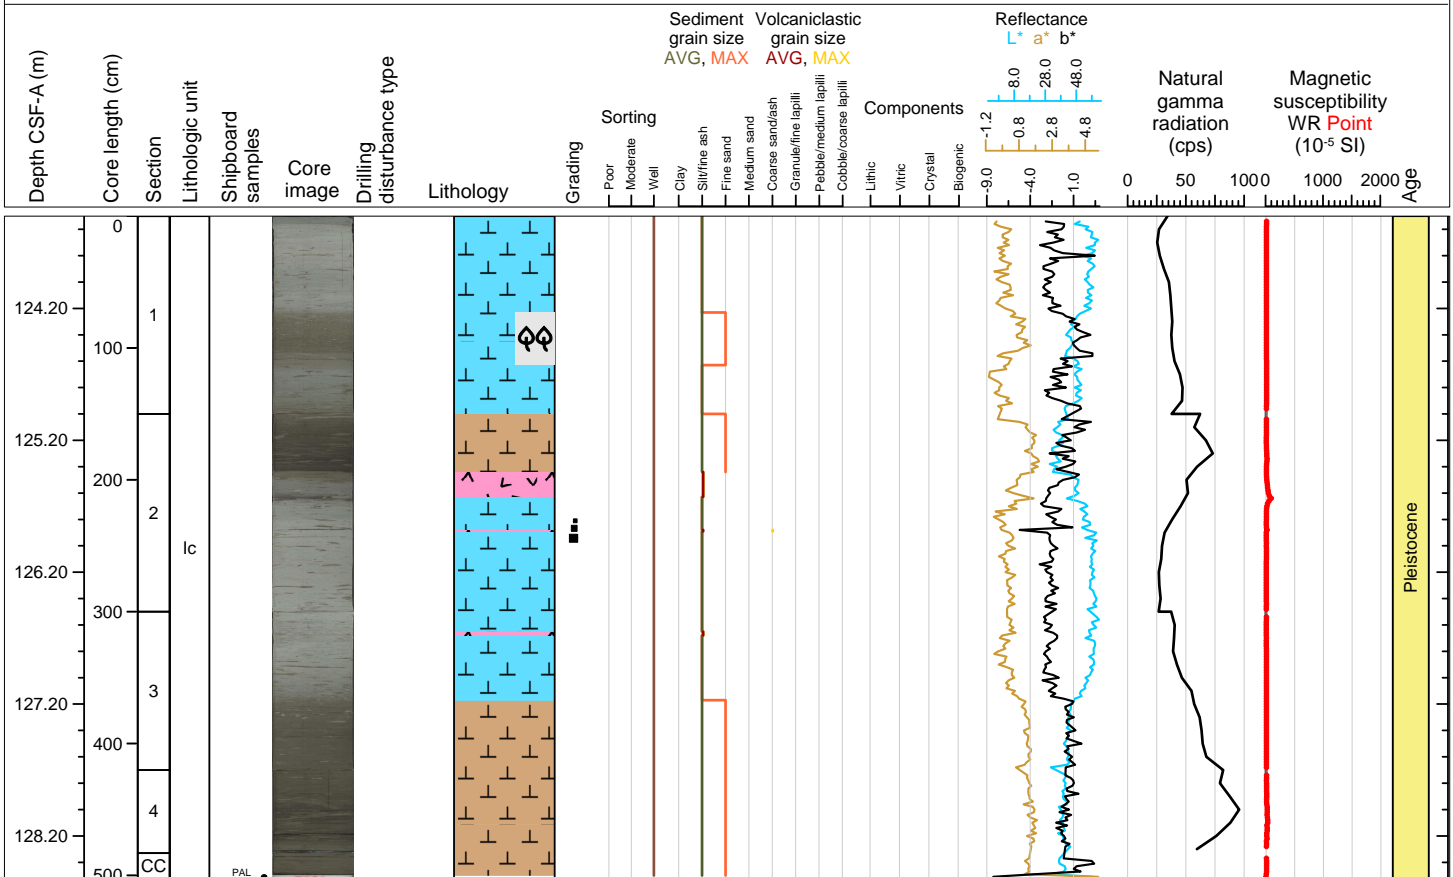 Depth CSF-A (m)
Core length (cm)
Section
Lithologic unit
Shipboard
samples
Core
image
Drilling
disturbance type
Lithology
Grading
Sorting
Poor
Moderate
Well
Sediment
grain size
AVG, MAX
Volcaniclastic
grain size
AVG, MAX
Clay
Silt/fine ash
Fine sand
Medium sand
Coarse sand/ash
Granule/fine lapilli
Pebble/medium lapilli
Cobble/coarse lapilli
Components
Lithic
Vitric
Crystal
Biogenic
Reflectance
L* a* b*
8.0 28.0 48.0
-1.2 0.8 2.8 4.8
-9.0 -4.0 1.0
Natural
gamma
radiation
(cps)
0 50 100
Magnetic
susceptibility
WR Point
(10-5 SI)
0 1000 2000
Age
0
124.20
100
125.20
200
126.20
300
127.20
400
128.20
500
1
2
3
4
CC
Ic
PAL
Pleistocene